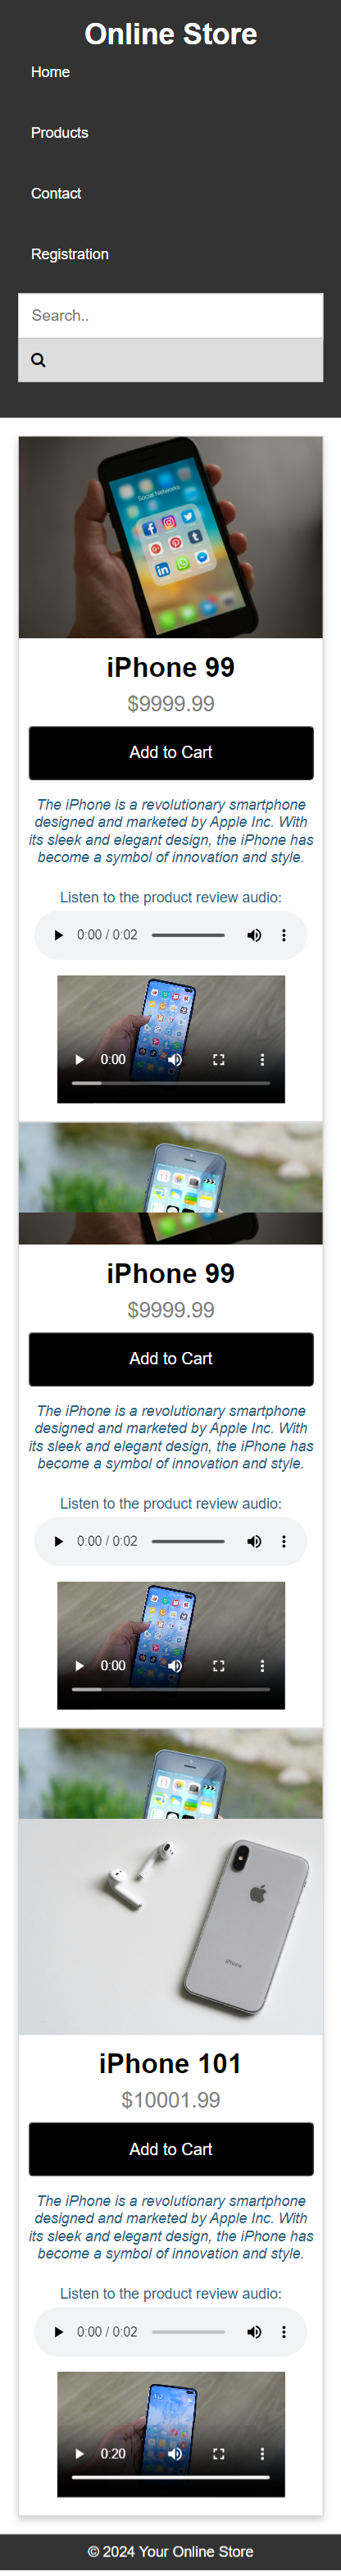 Online Store
Home
Products
Contact
Registration
Search..
Social Networks
iPhone 99
$9999.99
Add to Cart
The iPhone is a revolutionary smartphone
designed and marketed by Apple Inc. With
its sleek and elegant design, the iPhone has
become a symbol of innovation and style.
Listen to the product review audio:
0:00 / 0:02
0:00
iPhone 99
$9999.99
Add to Cart
The iPhone is a revolutionary smartphone
designed and marketed by Apple Inc. With
its sleek and elegant design, the iPhone has
become a symbol of innovation and style.
Listen to the product review audio:
0:00 / 0:02
0:00
iPhone
iPhone 101
$10001.99
Add to Cart
The iPhone is a revolutionary smartphone
designed and marketed by Apple Inc. With
its sleek and elegant design, the iPhone has
become a symbol of innovation and style.
Listen to the product review audio:
0:00 / 0:02
0:20
© 2024 Your Online Store